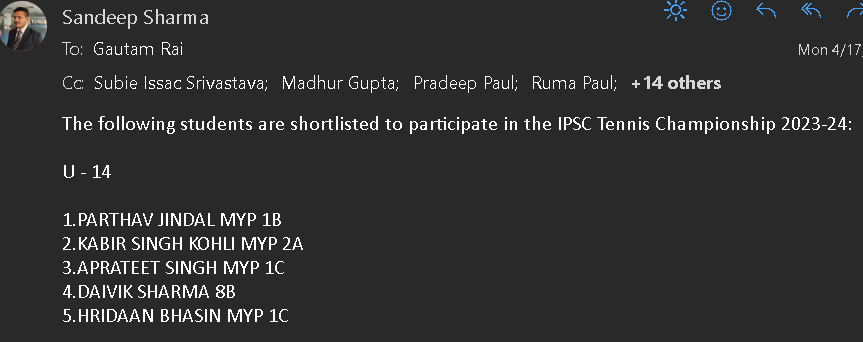 Sandeep Sharma
To: Gautam Rai
Mon 4/17/
Cc: Subie Issac Srivastava; Madhur Gupta; Pradeep Paul; Ruma Paul; +14 others
The following students are shortlisted to participate in the IPSC Tennis Championship 2023-24:
U - 14
1.PARTHAV JINDAL MYP 1B
2.KABIR SINGH KOHLI MYP 2A
3.APRATEET SINGH MYP 1C
4.DAIVIK SHARMA 8B
5.HRIDAAN BHASIN MYP 1C